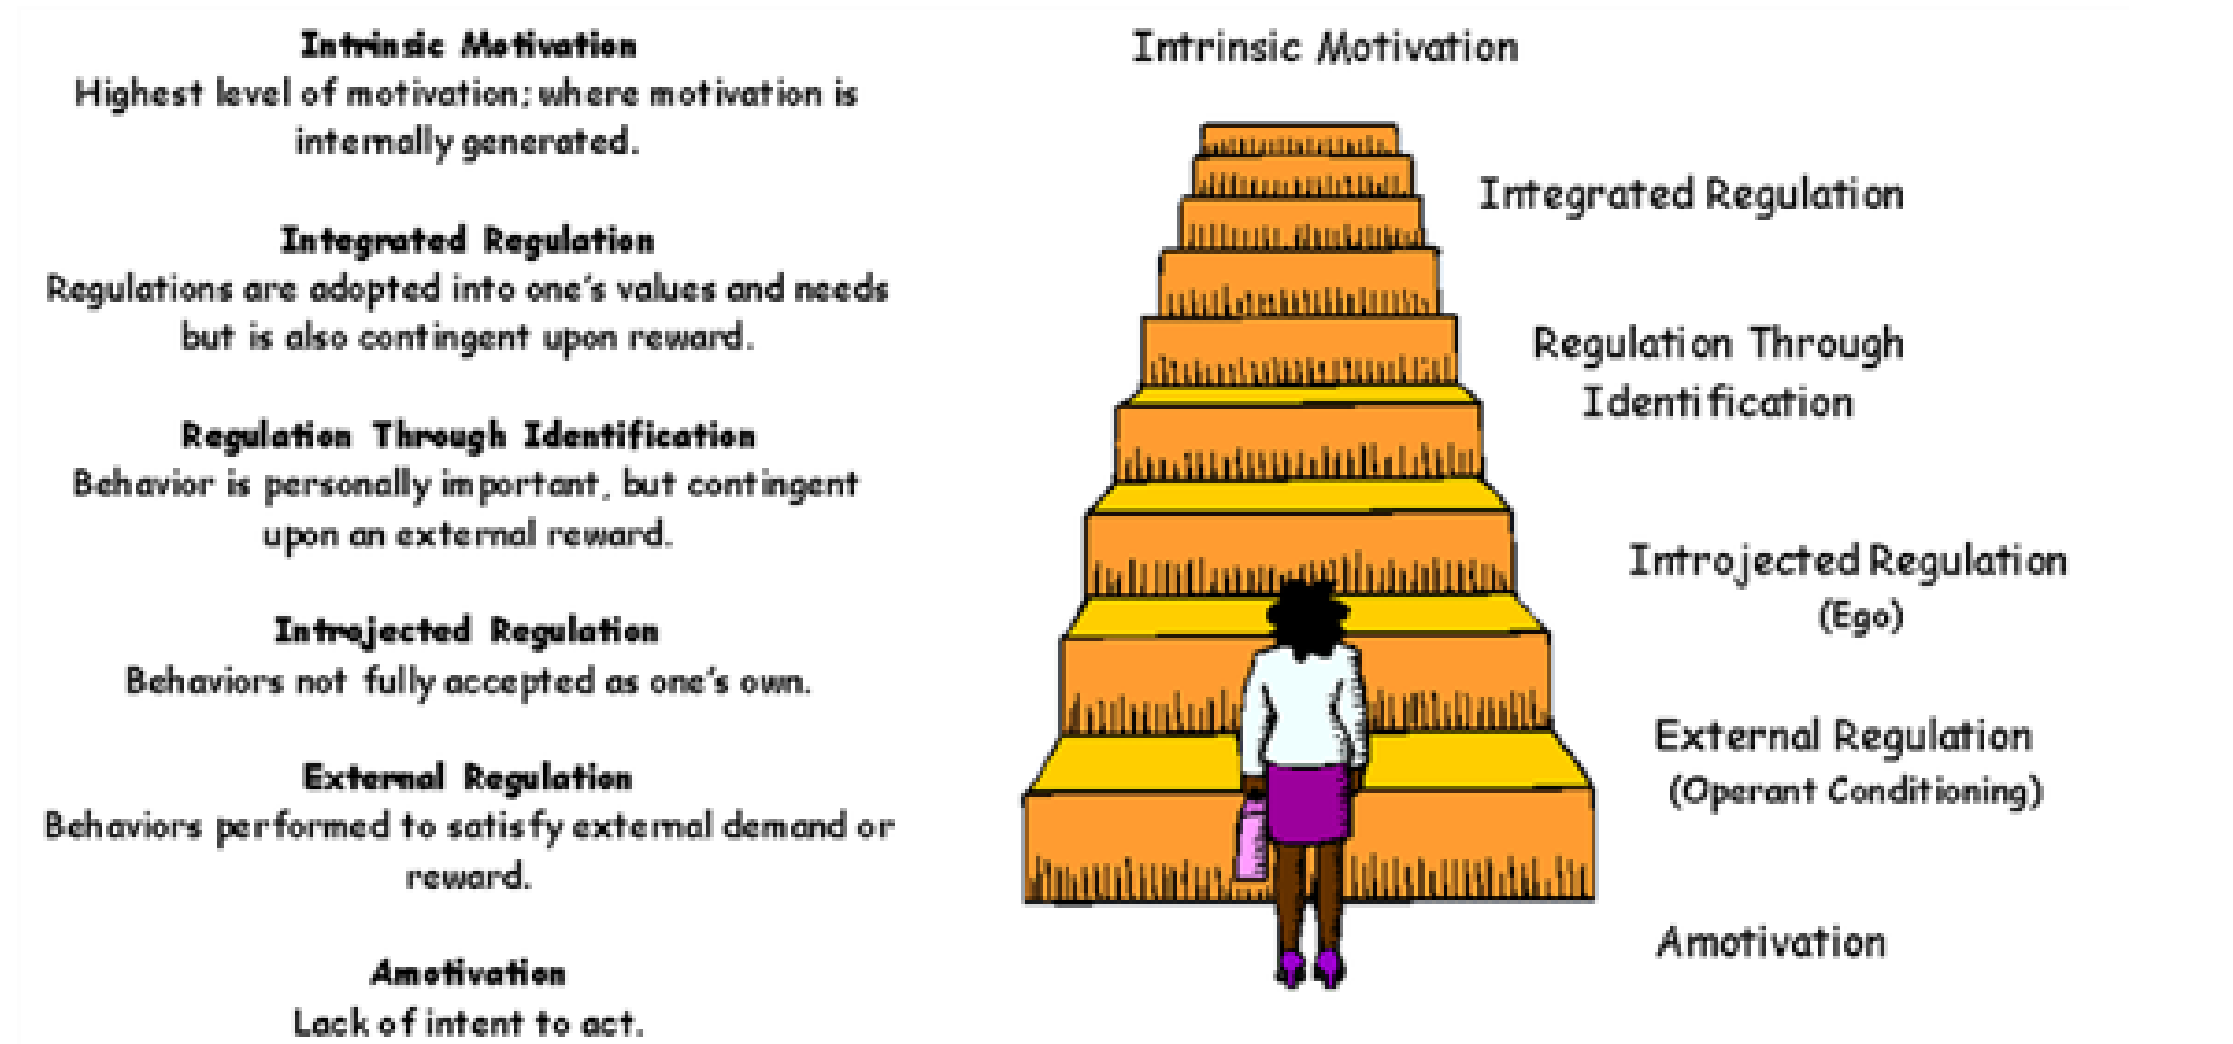 Intrinsic Motivation
Highest level of motivation; where motivation is
internally generated.
Integrated Regulation
Regulations are adopted into one's values and needs
but is also contingent upon reward.
Regulation Through Identification
Behavior is personally important, but contingent
upon an external reward.
Introjected Regulation
Behaviors not fully accepted as one's own.
External Regulation
Behaviors performed to satisfy external demand or
reward.
Amotivation
Lack of intent to act.
Intrinsic Motivation
Integrated Regulation
Regulation Through
Identification
Introjected Regulation
(Ego)
External Regulation
(Operant Conditioning)
Amotivation